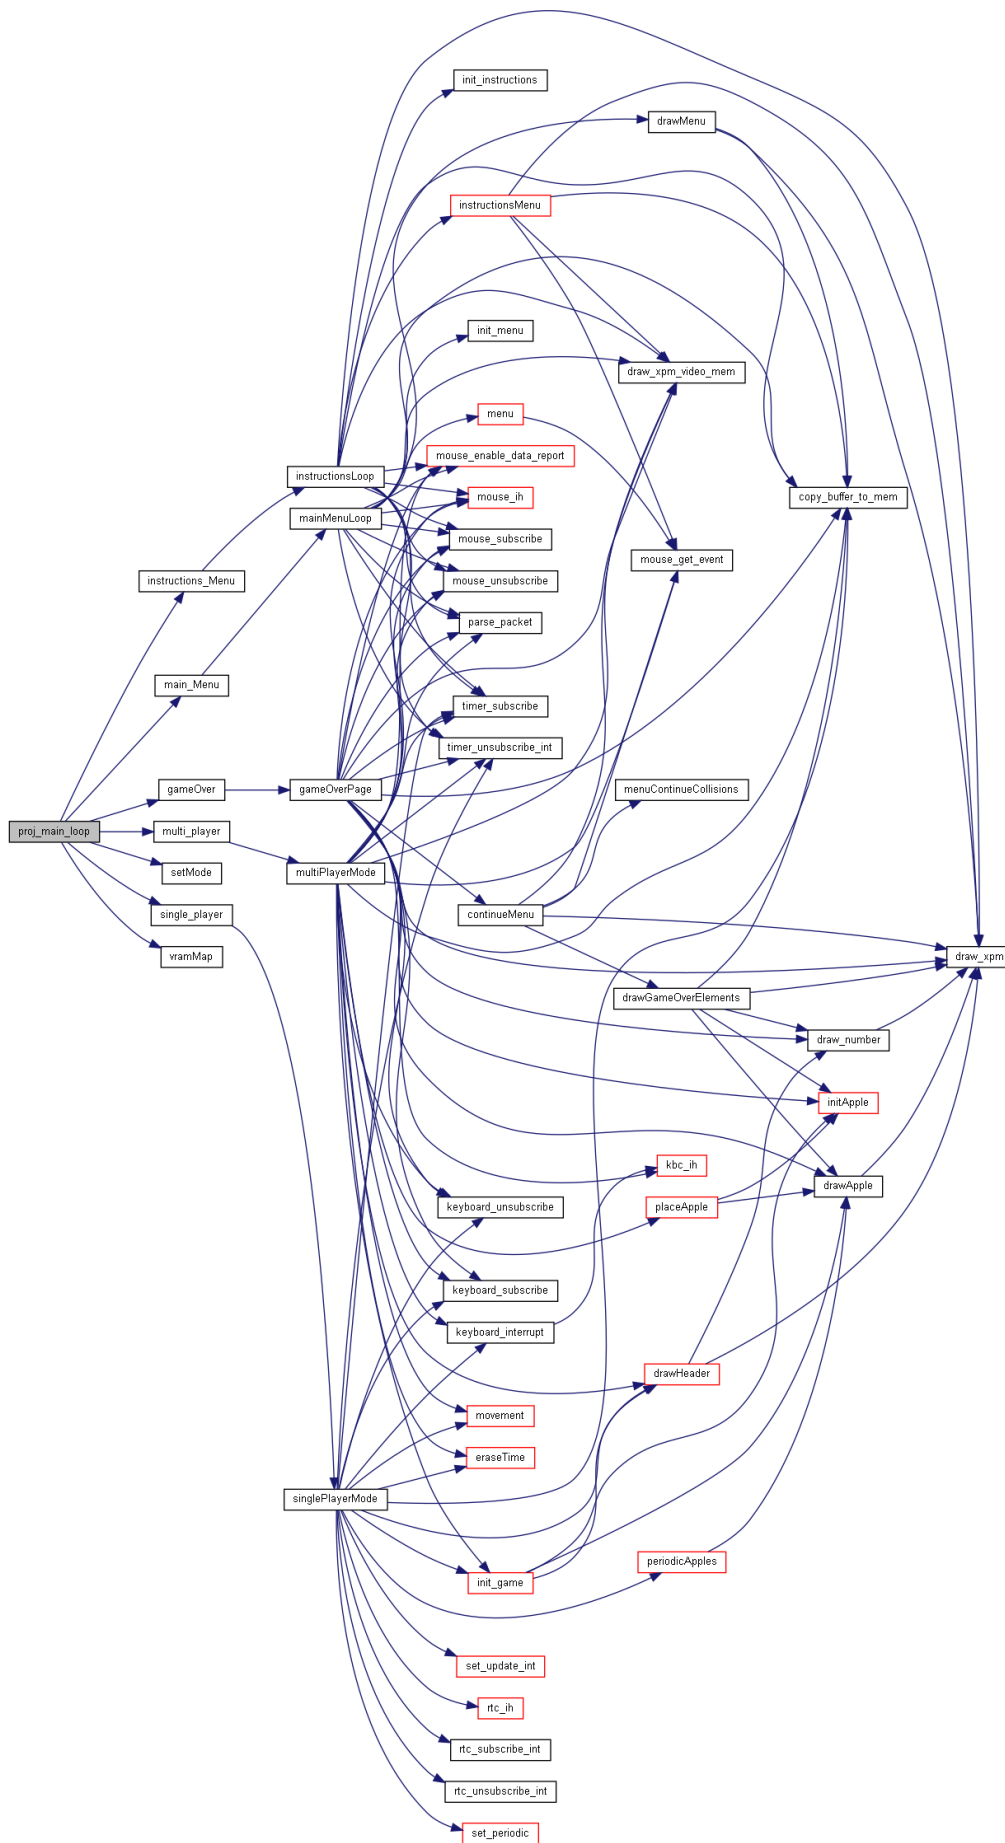 init_instructions
drawMenu
instructionsMenu
init_menu
draw_xpm_video_mem
menu
mouse_enable_data_report
instructionsLoop
mouse_ih
copy_buffer_to_mem
mainMenuLoop
mouse_subscribe
mouse_get_event
instructions_Menu
mouse_unsubscribe
parse_packet
main_Menu
timer_subscribe
timer_unsubscribe_int
gameOver
gameOverPage
menuContinueCollisions
proj_main_loop
multi_player
setMode
multiPlayerMode
single_player
continueMenu
vramMap
draw_xpm
drawGameOverElements
draw_number
initApple
kbc_ih
drawApple
keyboard_unsubscribe
placeApple
keyboard_subscribe
keyboard_interrupt
drawHeader
movement
eraseTime
singlePlayerMode
periodicApples
init_game
set_update_int
rtc_ih
rtc_subscribe_int
rtc_unsubscribe_int
set_periodic